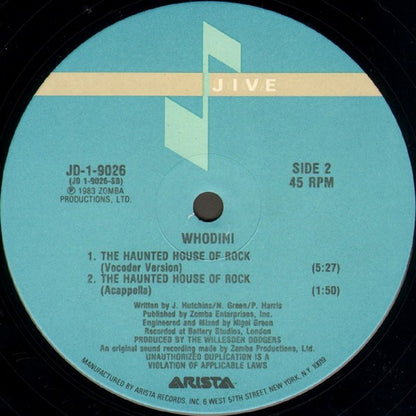 JIVE
JD-1-9026
(JD 1-9026-SB)
℗ 1983 ZOMBA
PRODUCTIONS, LTD.
SIDE 2
45 RPM
WHODINI
1. THE HAUNTED HOUSE OF ROCK
(Vocoder Version) (5:27)
2. THE HAUNTED HOUSE OF ROCK
(Acappella) (1:50)
Written by J. Hutchins/N. Green/P. Harris
Published by Zomba Enterprises, Inc.
Engineered and Mixed by Nigel Green
Recorded at Battery Studios, London
PRODUCED BY THE WILLESDEN DODGERS
An original sound recording made by Zomba Productions, Ltd.
UNAUTHORIZED DUPLICATION IS A
VIOLATION OF APPLICABLE LAWS
ARISTA
MANUFACTURED BY ARISTA RECORDS, INC. 6 WEST 57TH STREET, NEW YORK, N.Y. 10019